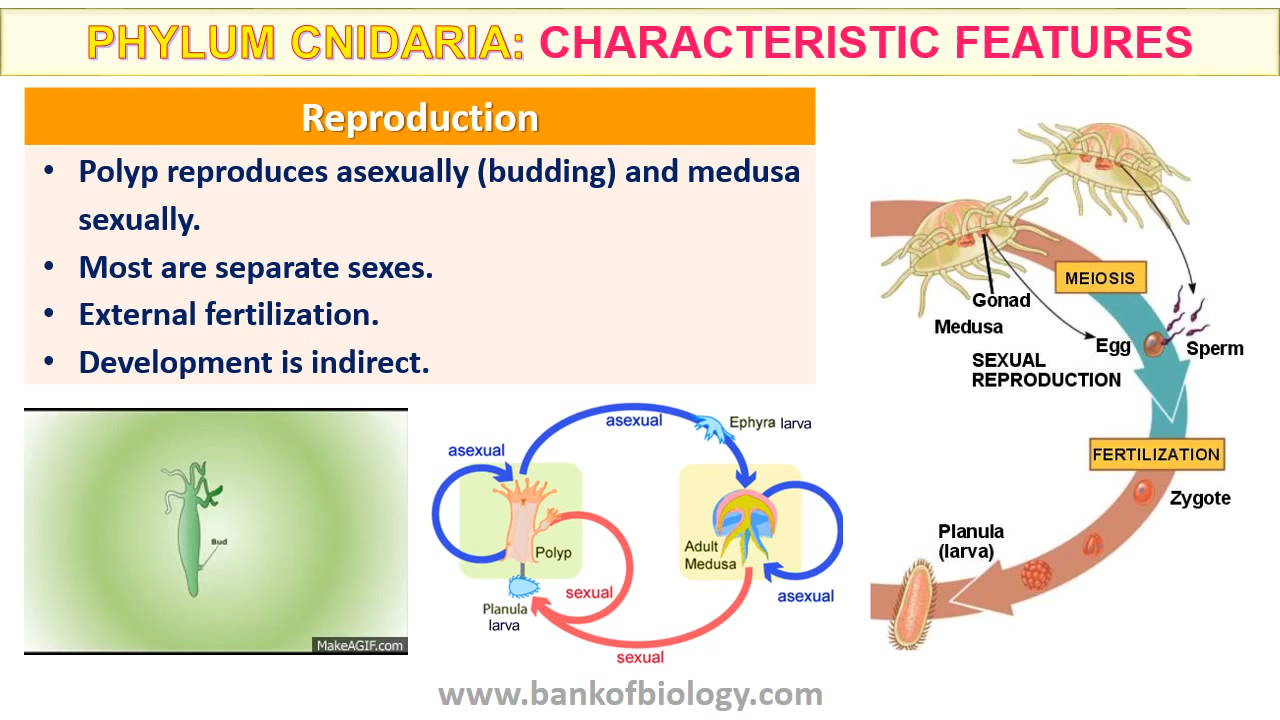 PHYLUM CNIDARIA: CHARACTERISTIC FEATURES
Reproduction
• Polyp reproduces asexually (budding) and medusa
sexually.
• Most are separate sexes.
• External fertilization.
• Development is indirect.
Bud
MakeAGIF.com
asexual
Ephyra larva
asexual
Polyp
Adult
Medusa
sexual
asexual
Planula
larva
sexual
MEIOSIS
Gonad
Medusa
Egg
Sperm
SEXUAL
REPRODUCTION
FERTILIZATION
Zygote
Planula
(larva)
www.bankofbiology.com